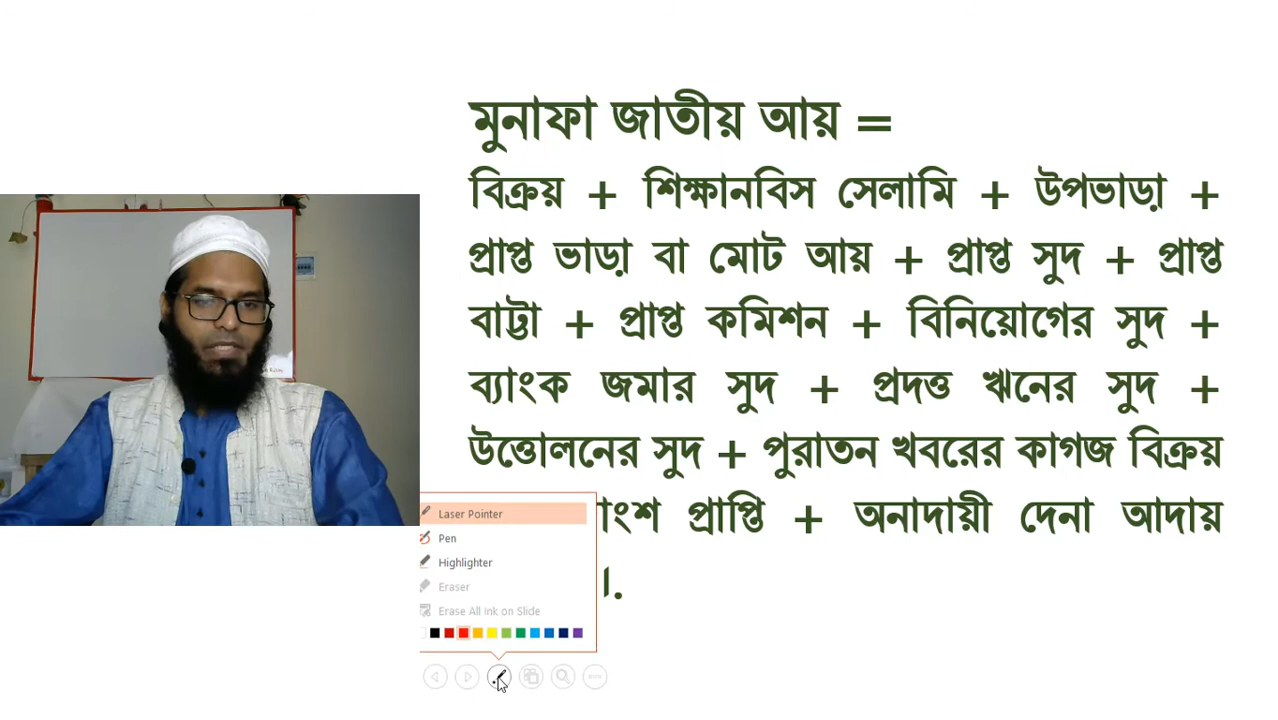 মুনাফা জাতীয় আয় =
বিক্রয় + শিক্ষানবিস সেলামি + উপভাড়া +
প্রাপ্ত ভাড়া বা মোট আয় + প্রাপ্ত সুদ + প্রাপ্ত
বাট্টা + প্রাপ্ত কমিশন + বিনিয়োগের সুদ +
ব্যাংক জমার সুদ + প্রদত্ত ঋনের সুদ +
উত্তোলনের সুদ + পুরাতন খবরের কাগজ বিক্রয়
প্রাপ্তি + অনাদায়ী দেনা আদায়
Laser Pointer
Pen
Highlighter
Eraser
Erase All Ink on Slide